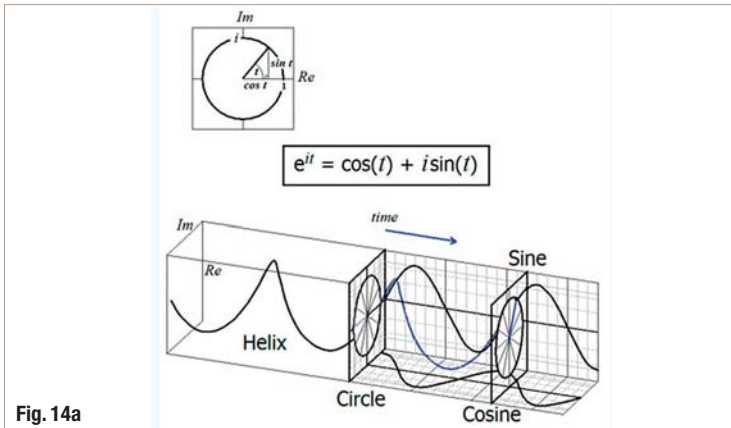 Im
i
sin t
t
Re
cos t
1
e^{it} = cos(t) + i sin(t)
time
Im
Sine
Re
Helix
Circle
Cosine
Fig. 14a